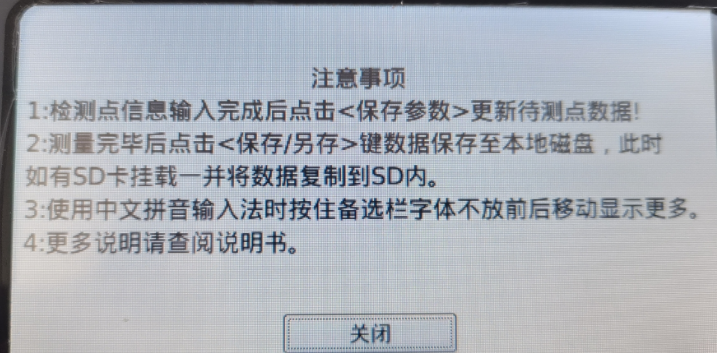 注意事项
1:检测点信息输入完成后点击<保存参数>更新待测点数据!
2:测量完毕后点击<保存/另存>键数据保存至本地磁盘，此时
如有SD卡挂载一并将数据复制到SD内。
3:使用中文拼音输入法时按住备选栏字体不放前后移动显示更多。
4:更多说明请查阅说明书。
关闭